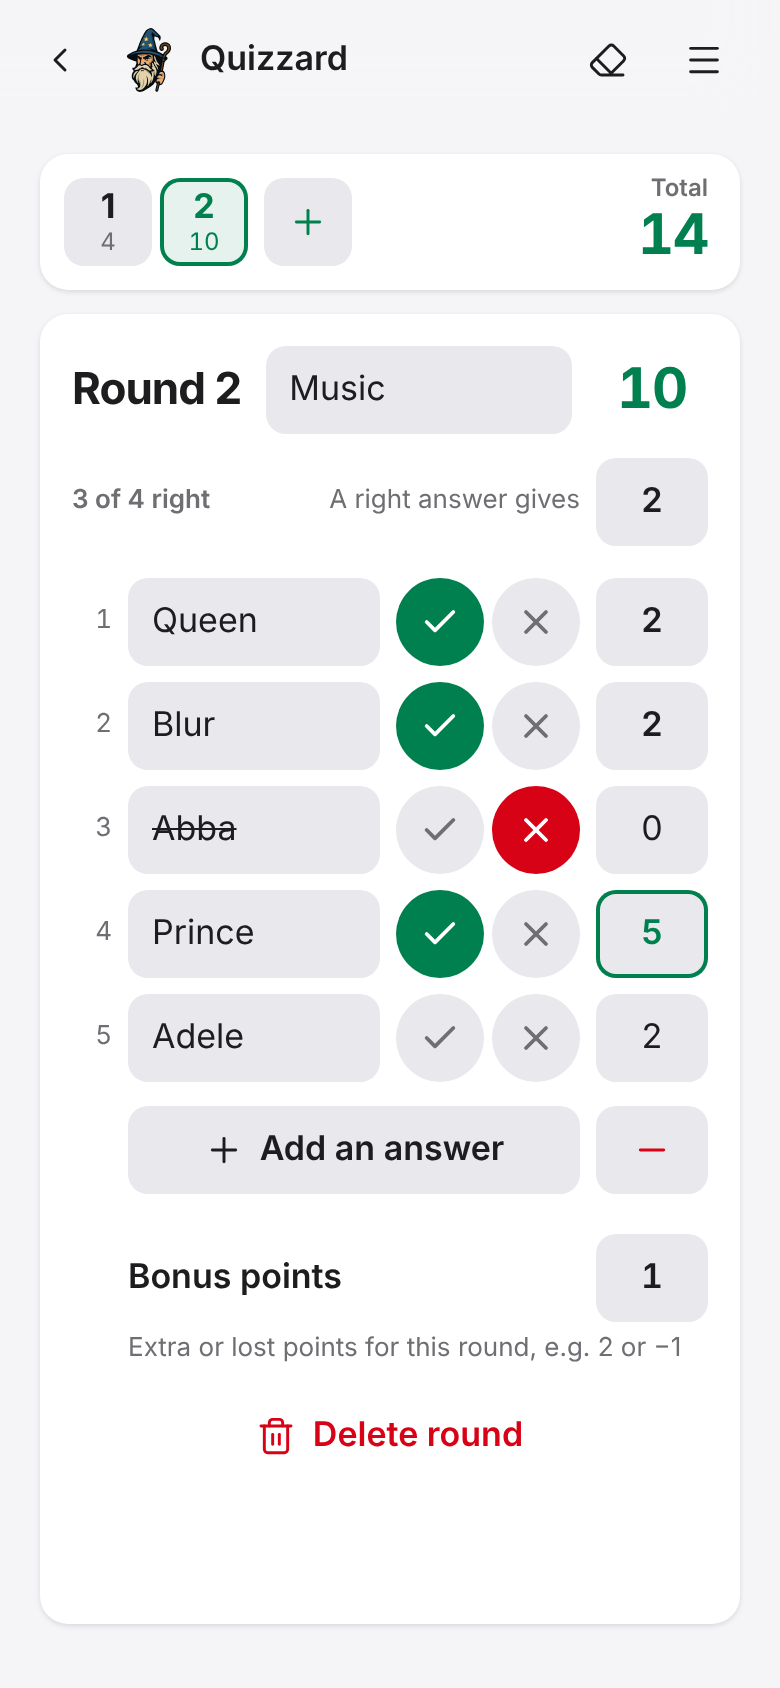 Quizzard
1
4
2
10
+
Total
14
Round 2
Music
10
3 of 4 right
A right answer gives
2
1 Queen 2
2 Blur 2
3 Abba 0
4 Prince 5
5 Adele 2
+ Add an answer −
Bonus points
1
Extra or lost points for this round, e.g. 2 or −1
Delete round